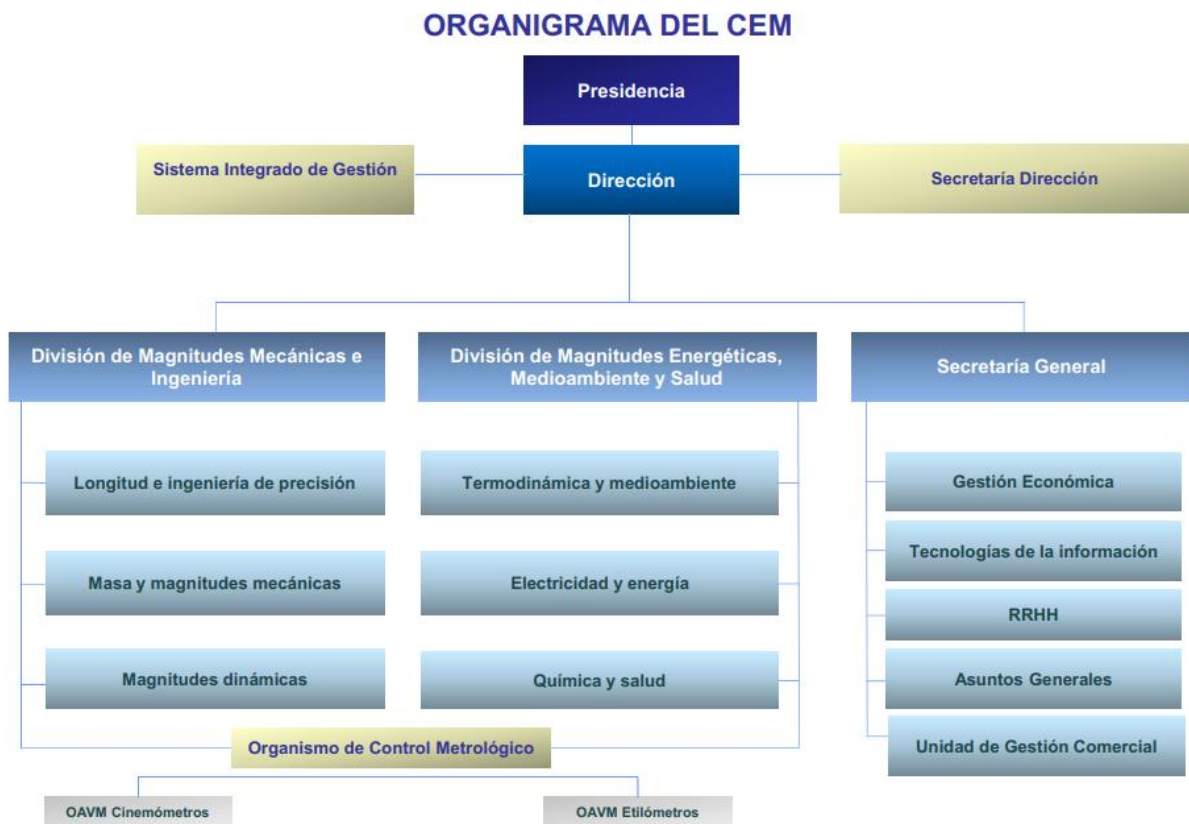 ORGANIGRAMA DEL CEM
Presidencia
Sistema Integrado de Gestión
Dirección
Secretaría Dirección
División de Magnitudes Mecánicas e
Ingeniería
División de Magnitudes Energéticas,
Medioambiente y Salud
Secretaría General
Longitud e ingeniería de precisión
Termodinámica y medioambiente
Gestión Económica
Tecnologías de la información
Masa y magnitudes mecánicas
Electricidad y energía
RRHH
Magnitudes dinámicas
Química y salud
Asuntos Generales
Organismo de Control Metrológico
Unidad de Gestión Comercial
OAVM Cinemómetros
OAVM Etilómetros